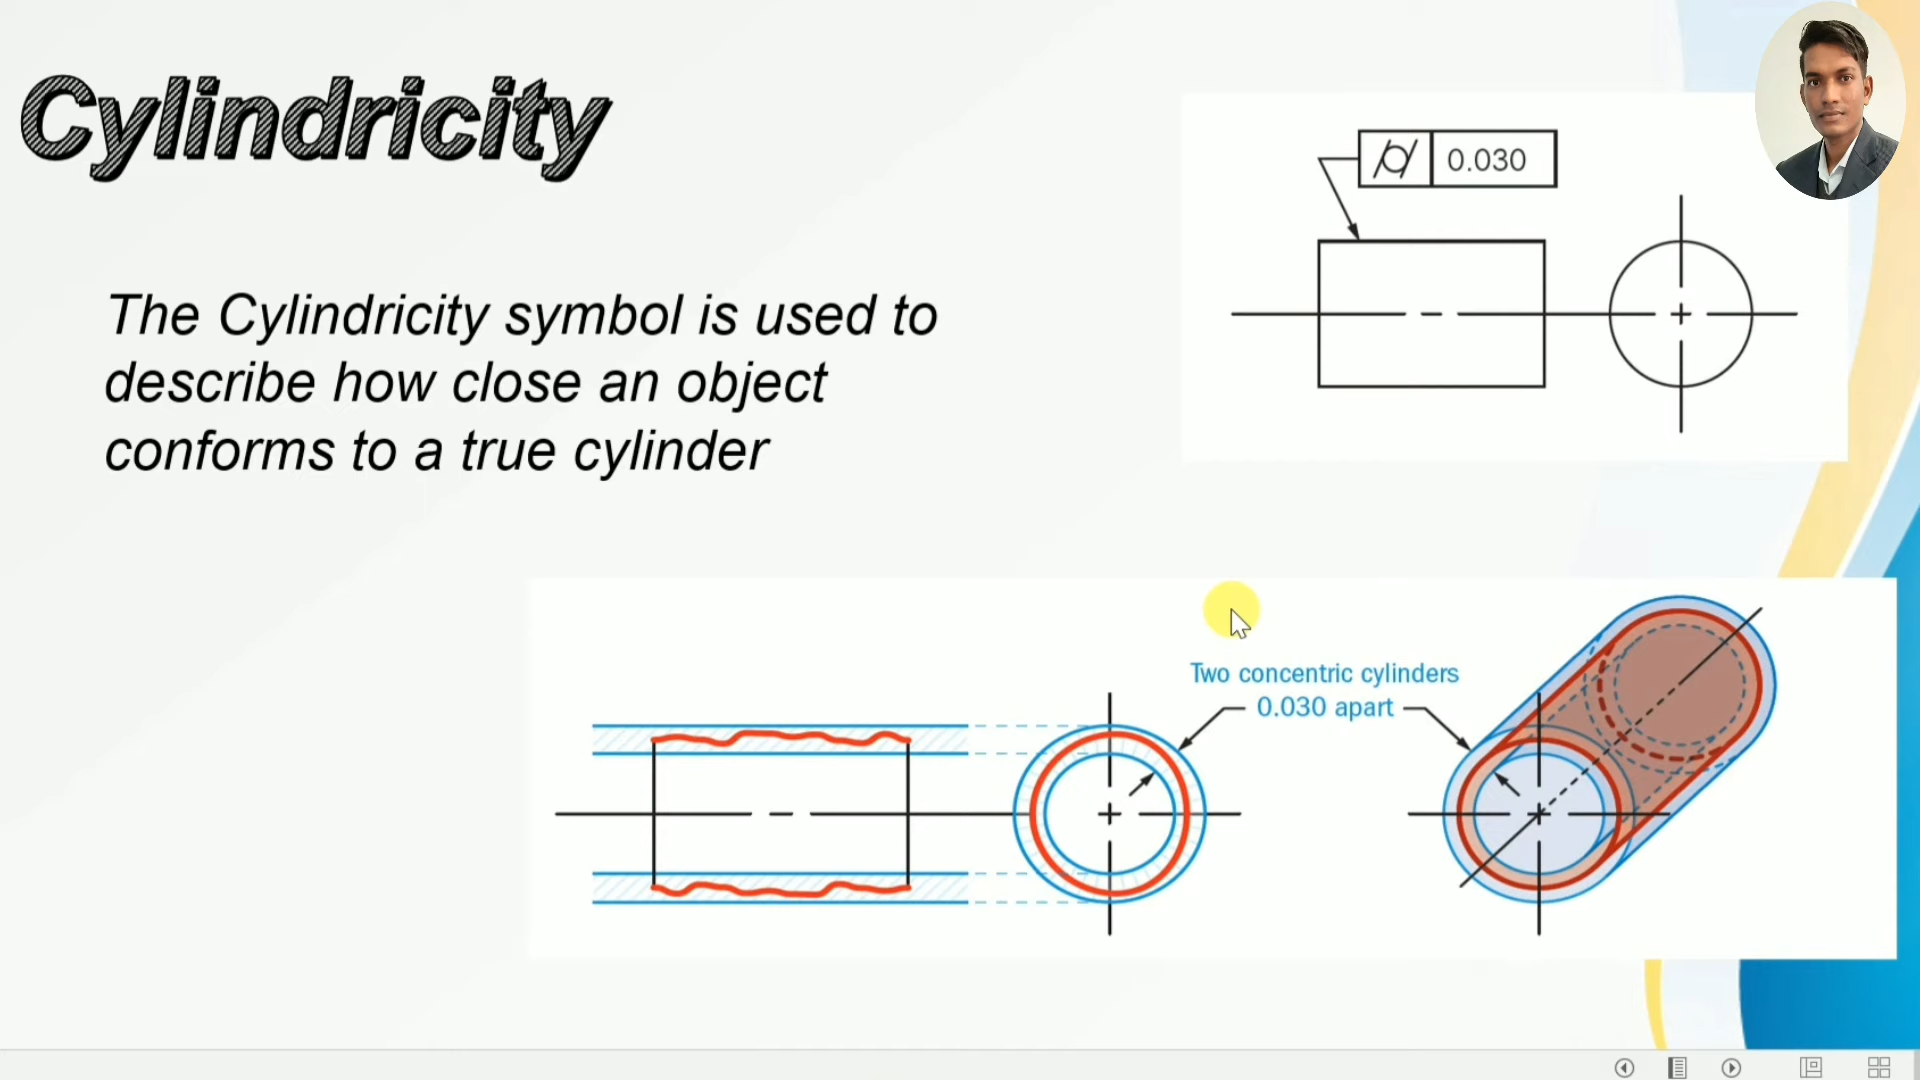 Cylindricity
The Cylindricity symbol is used to
describe how close an object
conforms to a true cylinder
0.030
Two concentric cylinders
0.030 apart